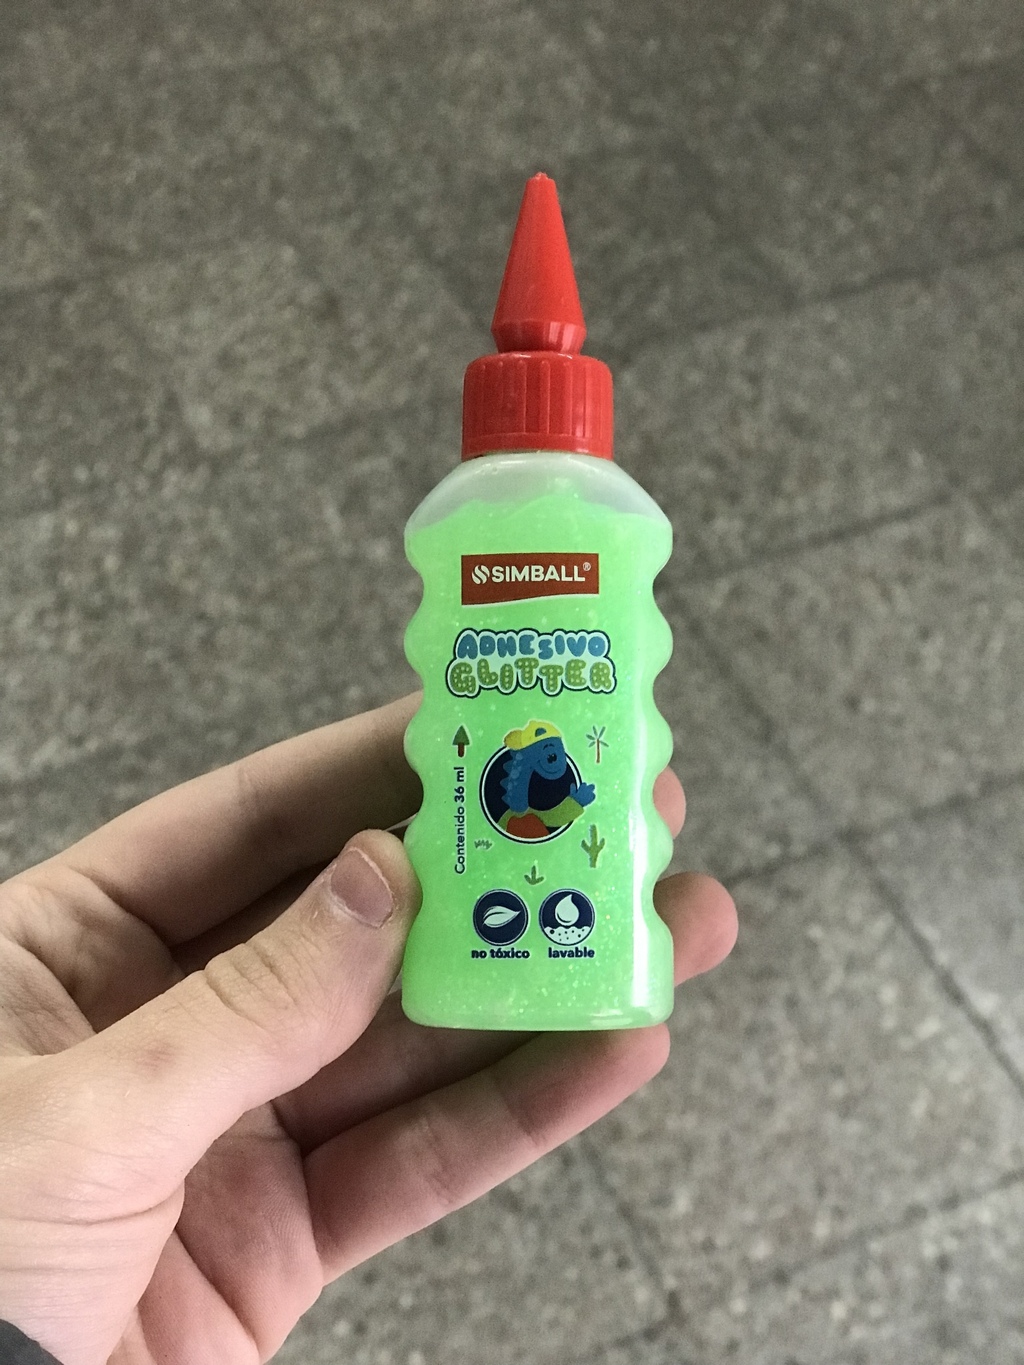 SIMBALL®
ADHESIVO
GLITTER
Contenido 36 ml
no tóxico
lavable